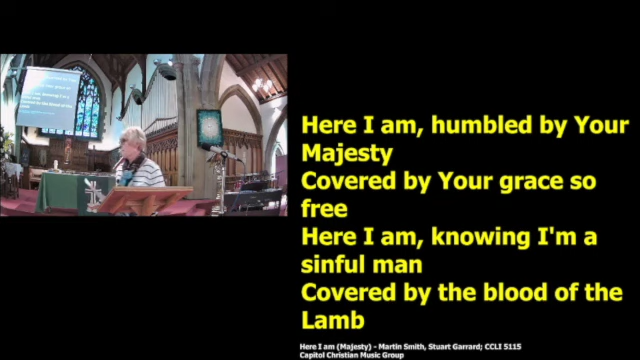 Here I am, humbled by Your
Majesty
Covered by Your grace so
free
Here I am, knowing I'm a
sinful man
Covered by the blood of the
Lamb
Here I am (Majesty) - Martin Smith, Stuart Garrard; CCLI 5115
Capitol Christian Music Group